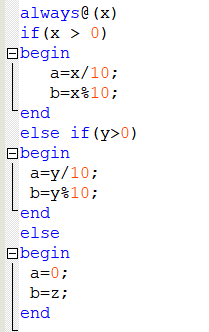 always@(x)
if(x > 0)
begin
a=x/10;
b=x%10;
end
else if(y>0)
begin
a=y/10;
b=y%10;
end
else
begin
a=0;
b=z;
end